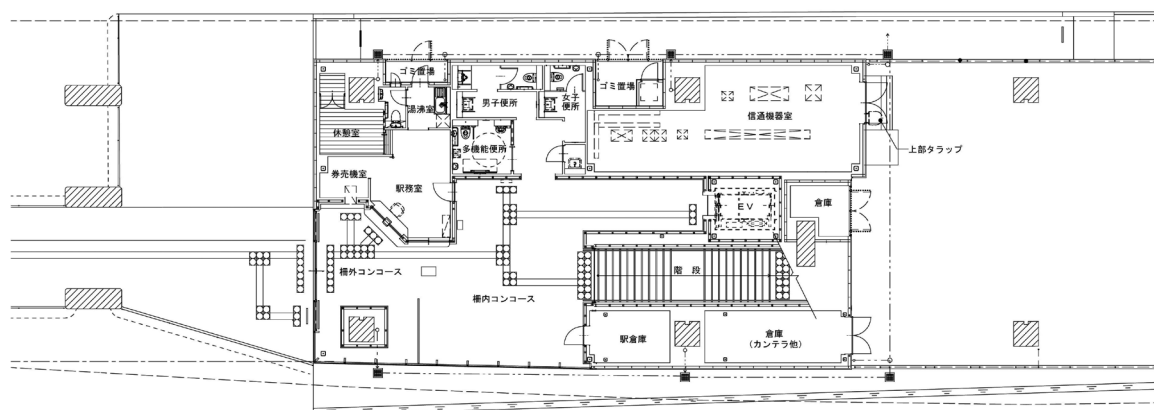 ゴミ置場
湯沸室
休憩室
男子便所
女子
便所
ゴミ置場
信通機器室
多機能便所
上部タラップ
券売機室
駅務室
EV
倉庫
柵外コンコース
階 段
柵内コンコース
駅倉庫
倉庫
(カンテラ他)